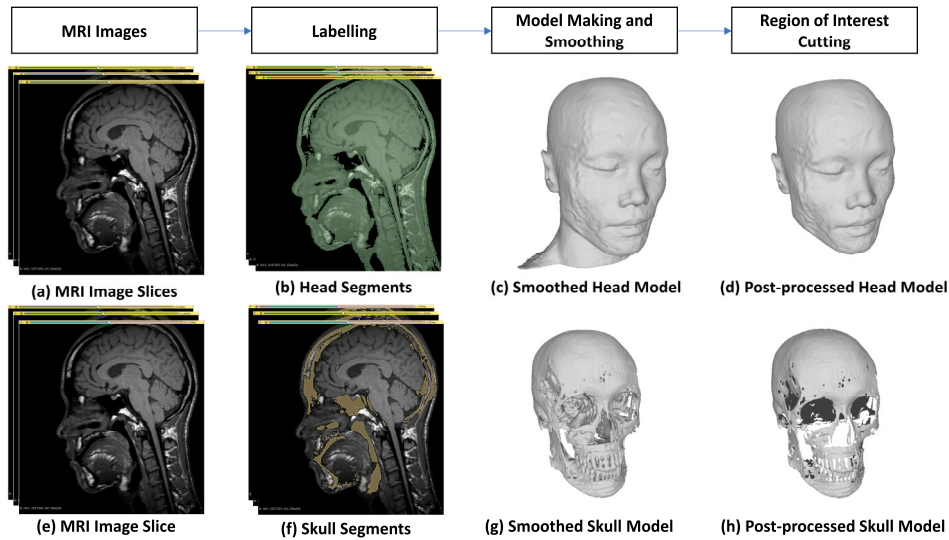 MRI Images
Labelling
Model Making and
Smoothing
Region of Interest
Cutting
(a) MRI Image Slices
(b) Head Segments
(c) Smoothed Head Model
(d) Post-processed Head Model
(e) MRI Image Slice
(f) Skull Segments
(g) Smoothed Skull Model
(h) Post-processed Skull Model